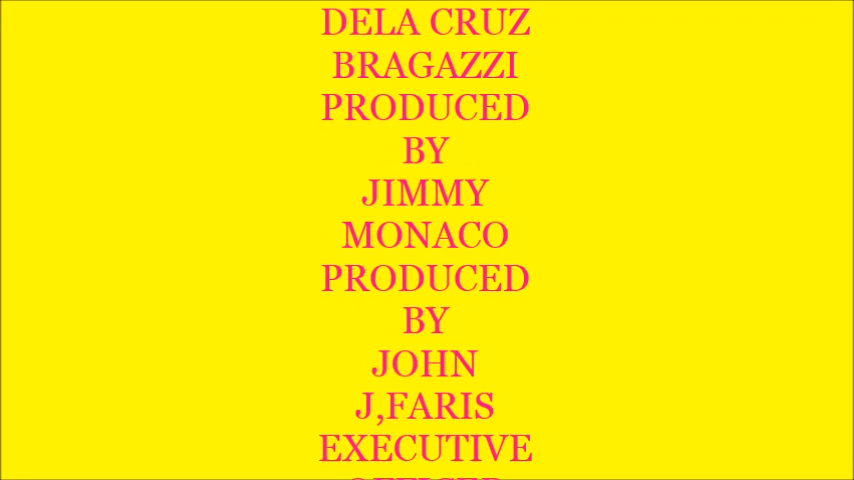 DELA CRUZ
BRAGAZZI
PRODUCED
BY
JIMMY
MONACO
PRODUCED
BY
JOHN
J,FARIS
EXECUTIVE